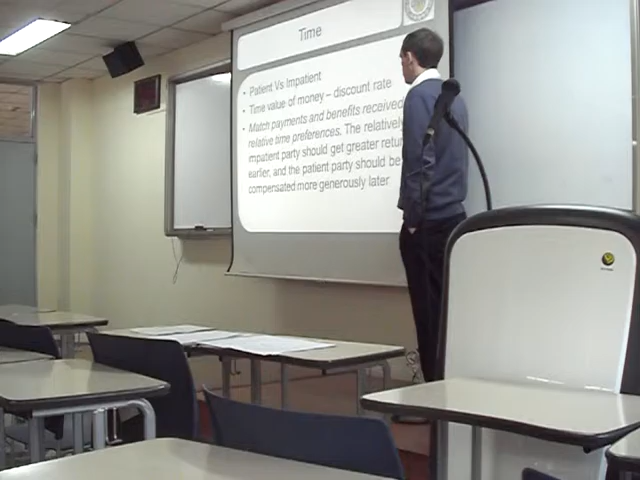 Time
• Patient Vs Impatient
• Time value of money – discount rate
• Match payments and benefits received
relative time preferences. The relatively
impatient party should get greater retur
earlier, and the patient party should be
compensated more generously later